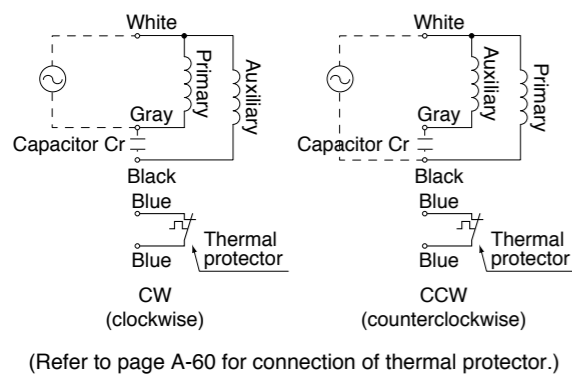 White
Primary
Auxiliary
Gray
Capacitor Cr
Black
Blue
Blue
Thermal
protector
CW
(clockwise)
White
Auxiliary
Primary
Gray
Capacitor Cr
Black
Blue
Blue
Thermal
protector
CCW
(counterclockwise)
(Refer to page A-60 for connection of thermal protector.)